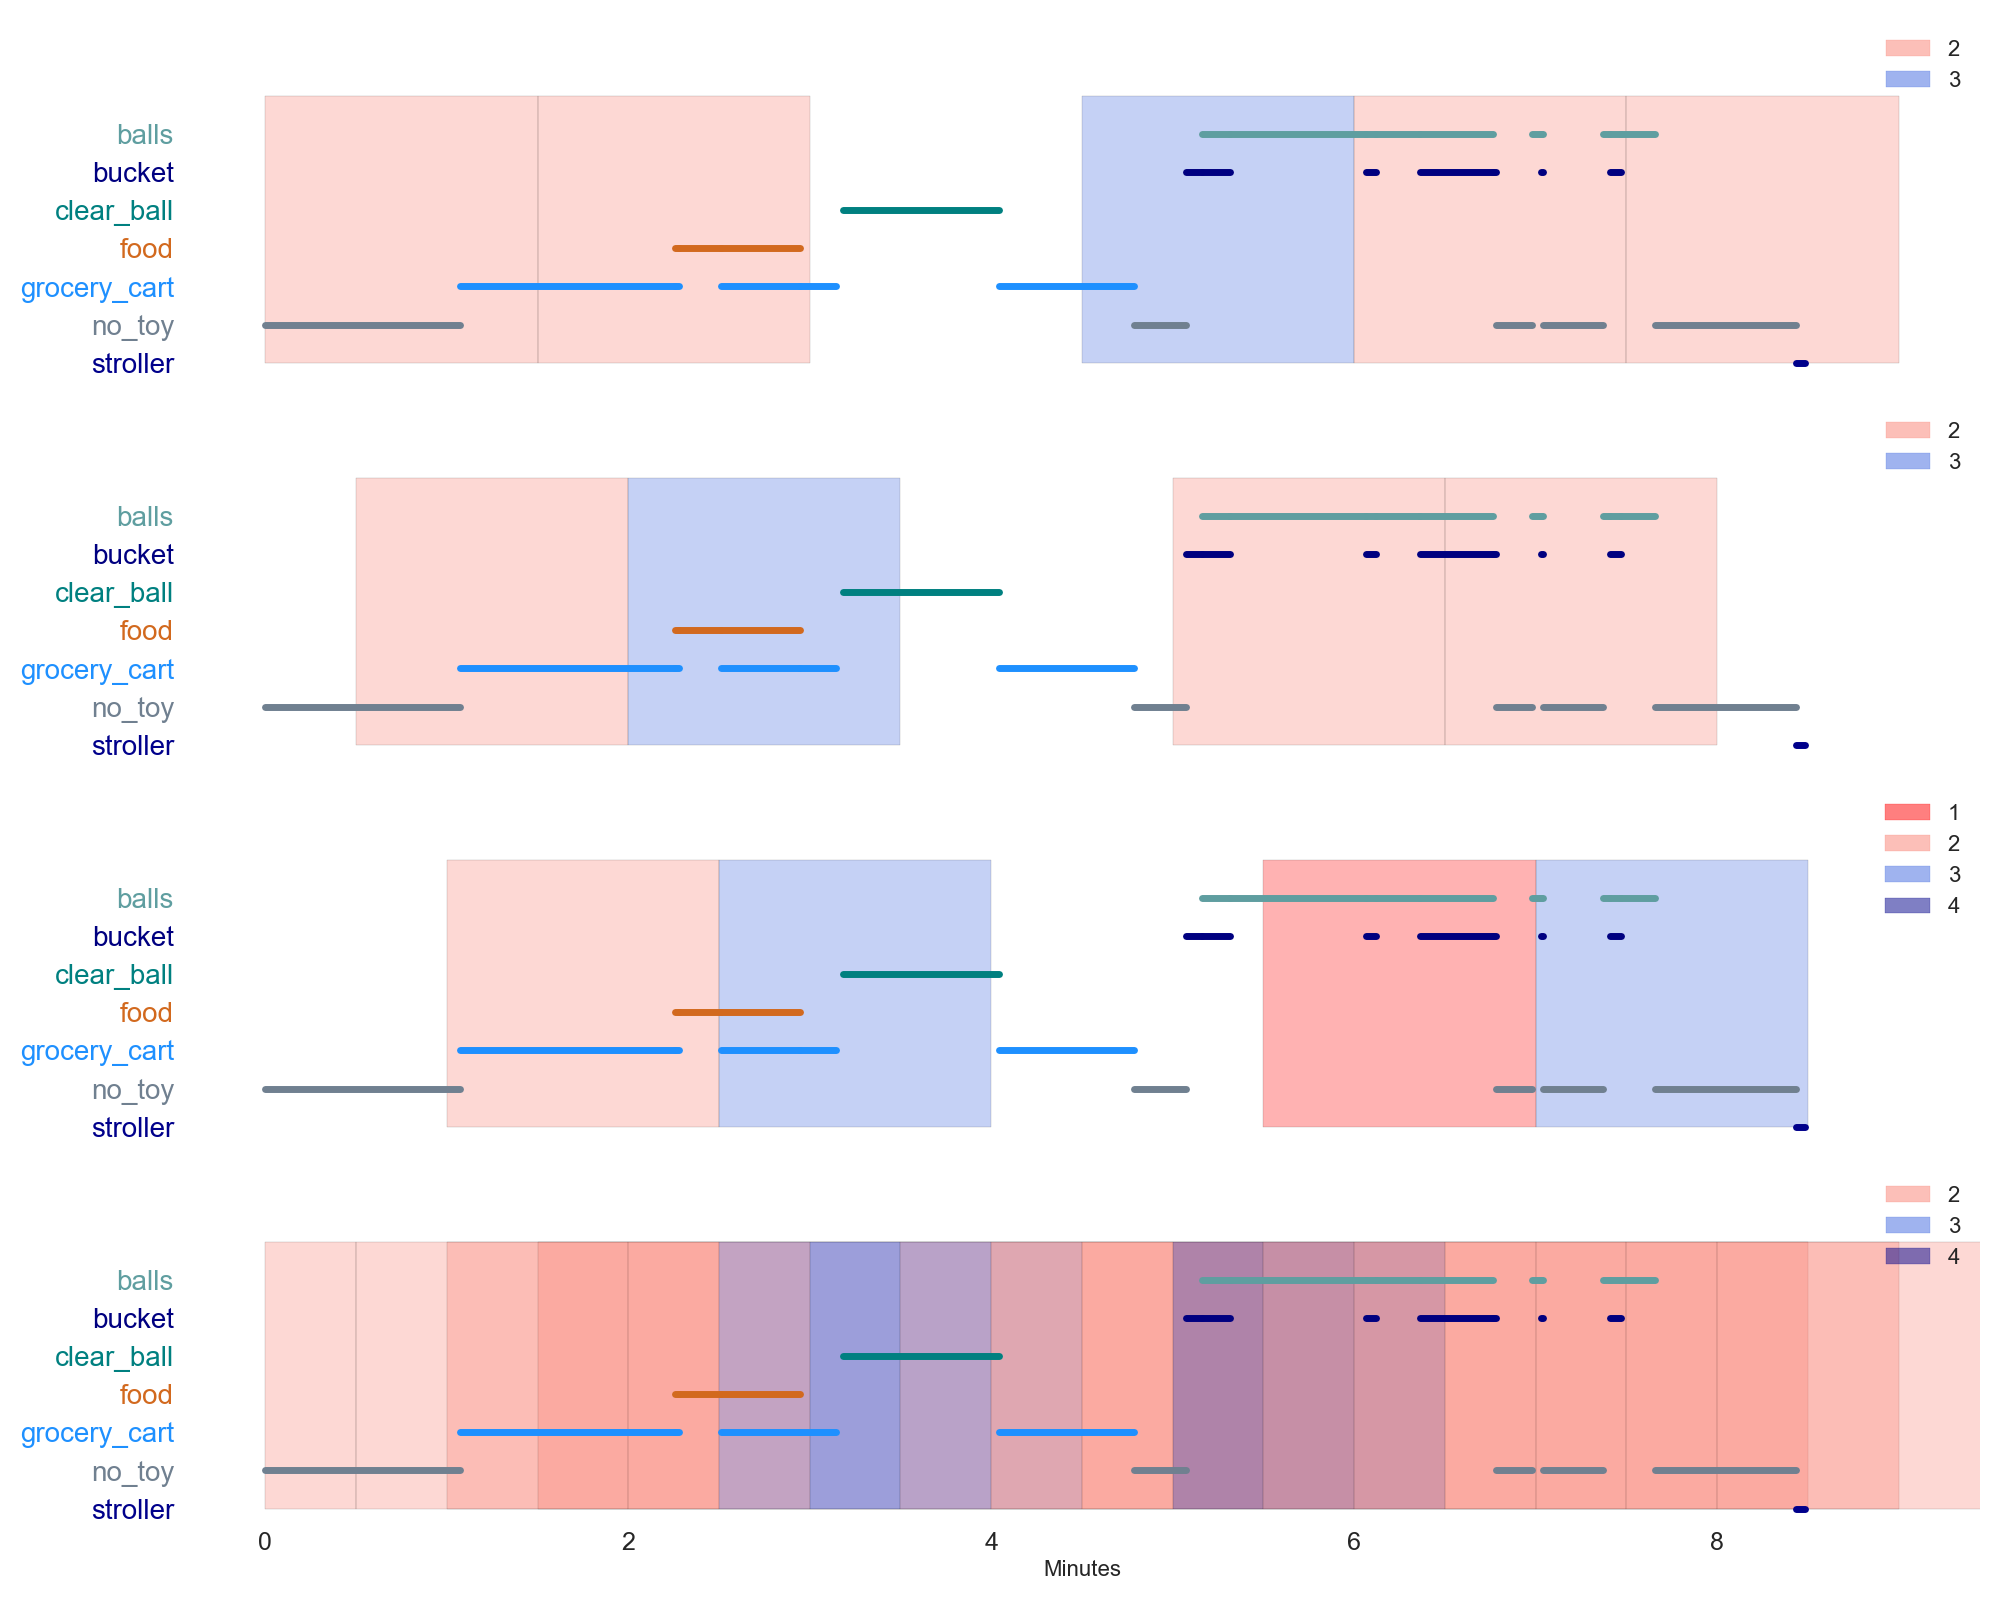 2
3
balls
bucket
clear_ball
food
grocery_cart
no_toy
stroller
2
3
balls
bucket
clear_ball
food
grocery_cart
no_toy
stroller
1
2
3
4
balls
bucket
clear_ball
food
grocery_cart
no_toy
stroller
2
3
4
balls
bucket
clear_ball
food
grocery_cart
no_toy
stroller
0 2 4 6 8
Minutes